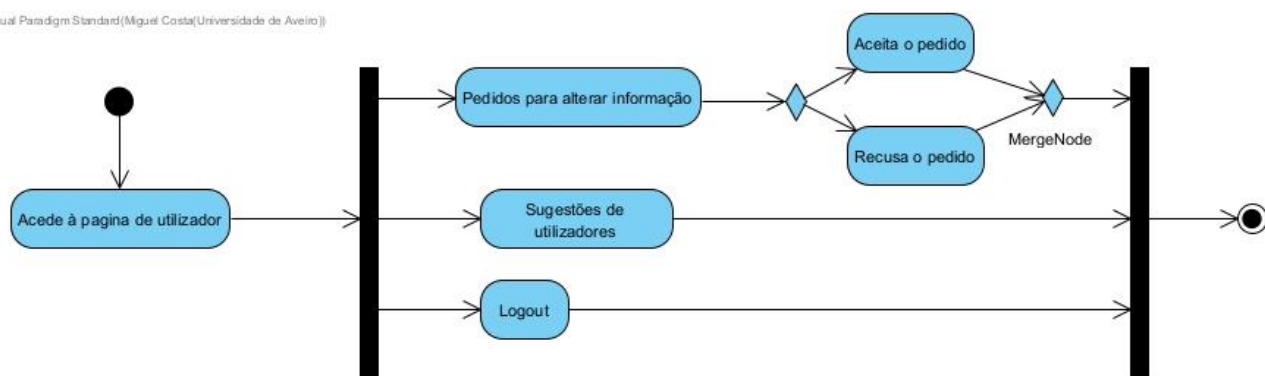 ual Paradigm Standard(Miguel Costa(Universidade de Aveiro))
Aceita o pedido
Pedidos para alterar informação
MergeNode
Recusa o pedido
Acede à pagina de utilizador
Sugestões de
utilizadores
Logout